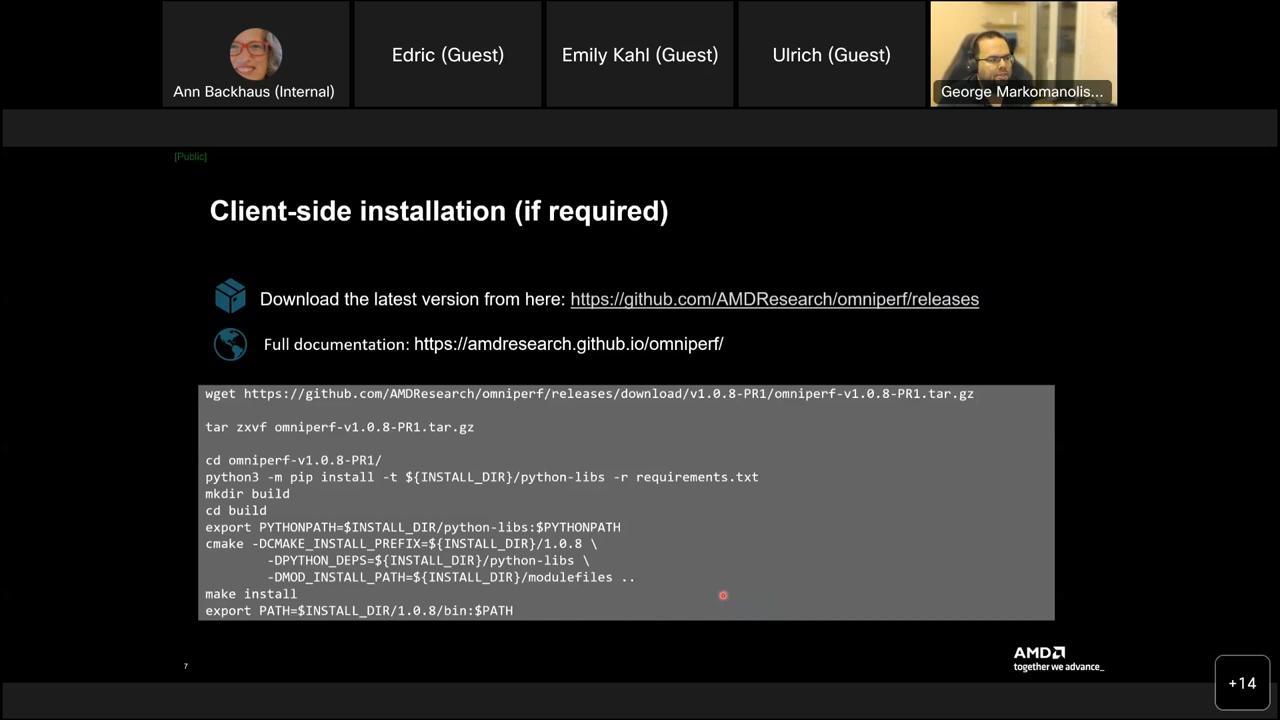 Ann Backhaus (Internal)
Edric (Guest)
Emily Kahl (Guest)
Ulrich (Guest)
George Markomanolis...
[Public]
Client-side installation (if required)
Download the latest version from here: https://github.com/AMDResearch/omniperf/releases
Full documentation: https://amdresearch.github.io/omniperf/
wget https://github.com/AMDResearch/omniperf/releases/download/v1.0.8-PR1/omniperf-v1.0.8-PR1.tar.gz
tar zxvf omniperf-v1.0.8-PR1.tar.gz
cd omniperf-v1.0.8-PR1/
python3 -m pip install -t ${INSTALL_DIR}/python-libs -r requirements.txt
mkdir build
cd build
export PYTHONPATH=$INSTALL_DIR/python-libs:$PYTHONPATH
cmake -DCMAKE_INSTALL_PREFIX=${INSTALL_DIR}/1.0.8 \
-DPYTHON_DEPS=${INSTALL_DIR}/python-libs \
-DMOD_INSTALL_PATH=${INSTALL_DIR}/modulefiles ..
make install
export PATH=$INSTALL_DIR/1.0.8/bin:$PATH
7
AMD
together we advance_
+14